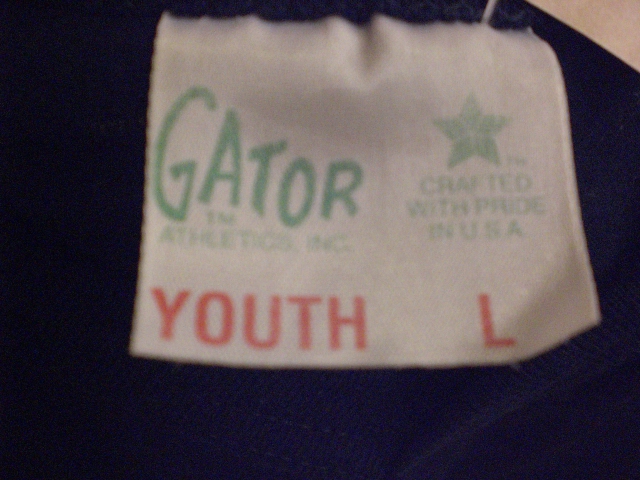 GATOR
TM
ATHLETICS, INC.
TM
CRAFTED
WITH PRIDE
IN U.S.A
YOUTH L